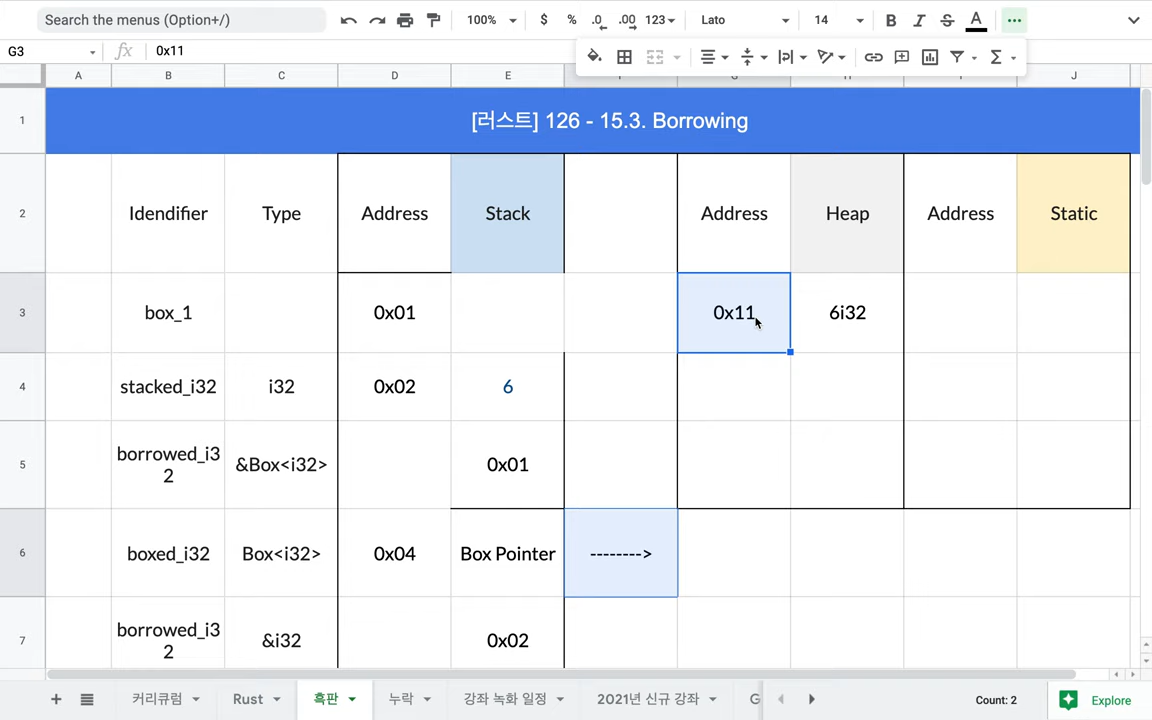 Search the menus (Option+/)
100% $ % .0 .00 123 Lato 14 B I S A
G3 fx 0x11
A B C D E J
1 [러스트] 126 - 15.3. Borrowing
2 Idendifier Type Address Stack Address Heap Address Static
3 box_1 0x01 0x11 6i32
4 stacked_i32 i32 0x02 6
borrowed_i3
5 &Box<i32> 0x01
2
6 boxed_i32 Box<i32> 0x04 Box Pointer -------->
borrowed_i3
7 &i32 0x02
2
커리큘럼 Rust 흑판 누락 강좌 녹화 일정 2021년 신규 강좌 G Count: 2 Explore